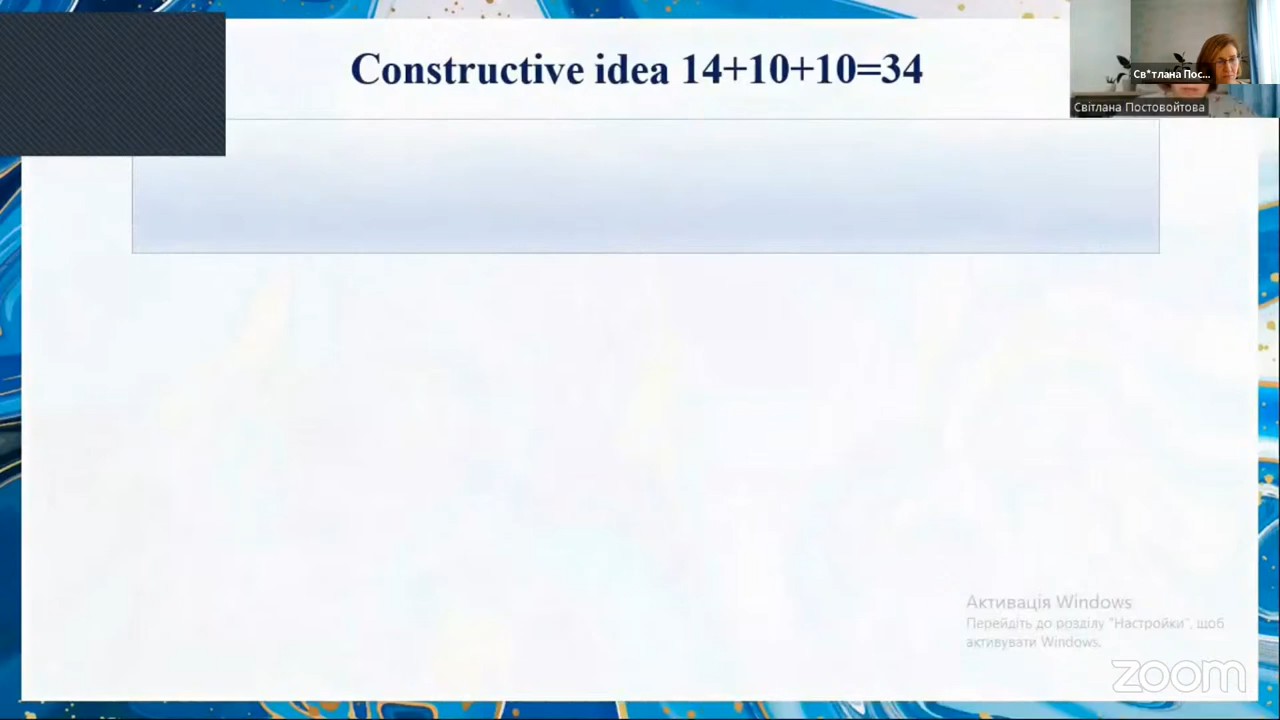 Constructive idea 14+10+10=34
Св*тлана Пос...
Світлана Постовойтова
Активація Windows
Перейдіть до розділу "Настройки", щоб
активувати Windows.
zoom